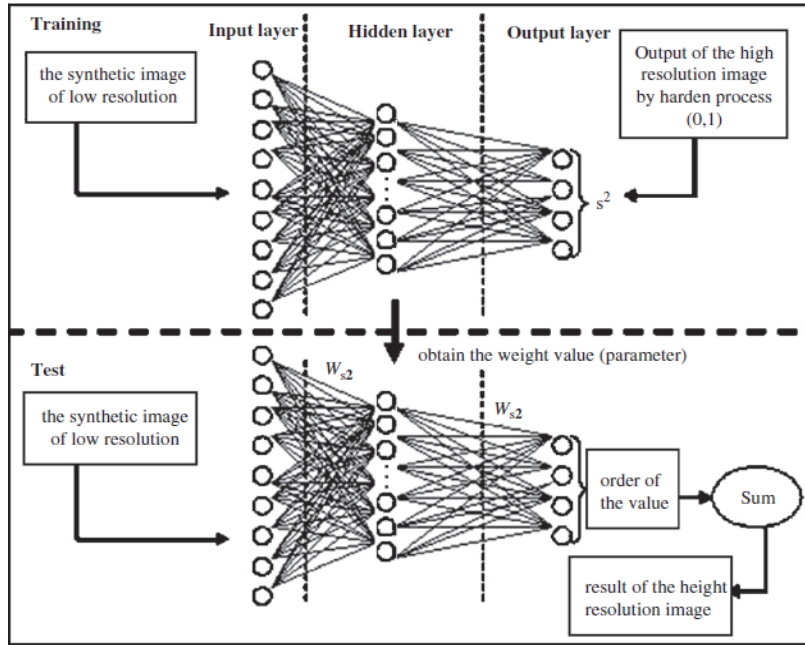 Training
Input layer
Hidden layer
Output layer
the synthetic image
of low resolution
Output of the high
resolution image
by harden process
(0,1)
s²
obtain the weight value (parameter)
Test
W_s2
W_s2
the synthetic image
of low resolution
order of
the value
Sum
result of the height
resolution image